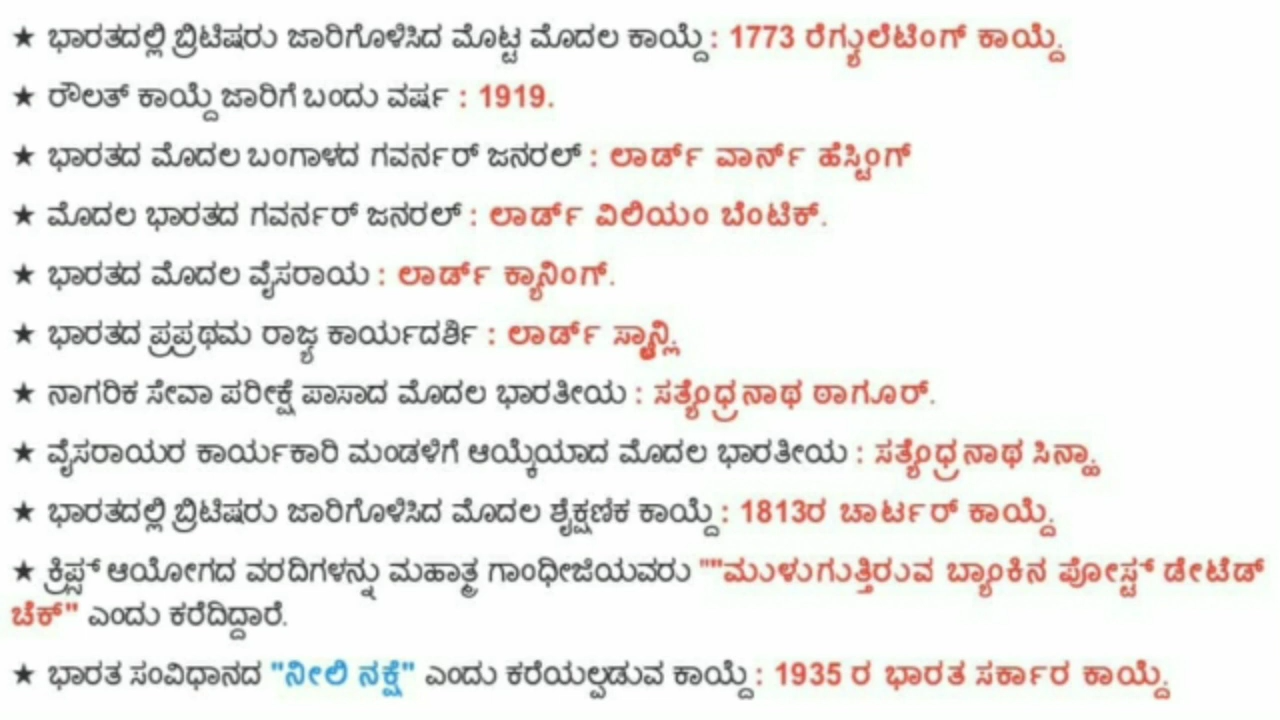 ★ ಭಾರತದಲ್ಲಿ ಬ್ರಿಟಿಷರು ಜಾರಿಗೊಳಿಸಿದ ಮೊಟ್ಟ ಮೊದಲ ಕಾಯ್ದೆ : 1773 ರೆಗ್ಯುಲೆಟಿಂಗ್ ಕಾಯ್ದೆ.
★ ರೌಲತ್ ಕಾಯ್ದೆ ಜಾರಿಗೆ ಬಂದು ವರ್ಷ : 1919.
★ ಭಾರತದ ಮೊದಲ ಬಂಗಾಳದ ಗವರ್ನರ್ ಜನರಲ್ : ಲಾರ್ಡ್ ವಾರ್ನ್ ಹೆಸ್ಟಿಂಗ್
★ ಮೊದಲ ಭಾರತದ ಗವರ್ನರ್ ಜನರಲ್ : ಲಾರ್ಡ್ ವಿಲಿಯಂ ಬೆಂಟಿಕ್.
★ ಭಾರತದ ಮೊದಲ ವೈಸರಾಯ : ಲಾರ್ಡ್ ಕ್ಯಾನಿಂಗ್.
★ ಭಾರತದ ಪ್ರಪ್ರಥಮ ರಾಜ್ಯ ಕಾರ್ಯದರ್ಶಿ : ಲಾರ್ಡ್ ಸ್ಟಾನ್ಲಿ.
★ ನಾಗರಿಕ ಸೇವಾ ಪರೀಕ್ಷೆ ಪಾಸಾದ ಮೊದಲ ಭಾರತೀಯ : ಸತ್ಯೆಂಧ್ರನಾಥ ಠಾಗೂರ್.
★ ವೈಸರಾಯರ ಕಾರ್ಯಕಾರಿ ಮಂಡಳಿಗೆ ಆಯ್ಕೆಯಾದ ಮೊದಲ ಭಾರತೀಯ : ಸತ್ಯೆಂಧ್ರನಾಥ ಸಿನ್ಹಾ.
★ ಭಾರತದಲ್ಲಿ ಬ್ರಿಟಿಷರು ಜಾರಿಗೊಳಿಸಿದ ಮೊದಲ ಶೈಕ್ಷಣಿಕ ಕಾಯ್ದೆ : 1813ರ ಚಾರ್ಟರ್ ಕಾಯ್ದೆ.
★ ಕ್ರಿಪ್ಸ್ ಆಯೋಗದ ವರದಿಗಳನ್ನು ಮಹಾತ್ಮ ಗಾಂಧೀಜಿಯವರು ""ಮುಳುಗುತ್ತಿರುವ ಬ್ಯಾಂಕಿನ ಪೋಸ್ಟ್ ಡೇಟೆಡ್
ಚೆಕ್" ಎಂದು ಕರೆದಿದ್ದಾರೆ.
★ ಭಾರತ ಸಂವಿಧಾನದ "ನೀಲಿ ನಕ್ಷೆ" ಎಂದು ಕರೆಯಲ್ಪಡುವ ಕಾಯ್ದೆ : 1935 ರ ಭಾರತ ಸರ್ಕಾರ ಕಾಯ್ದೆ.